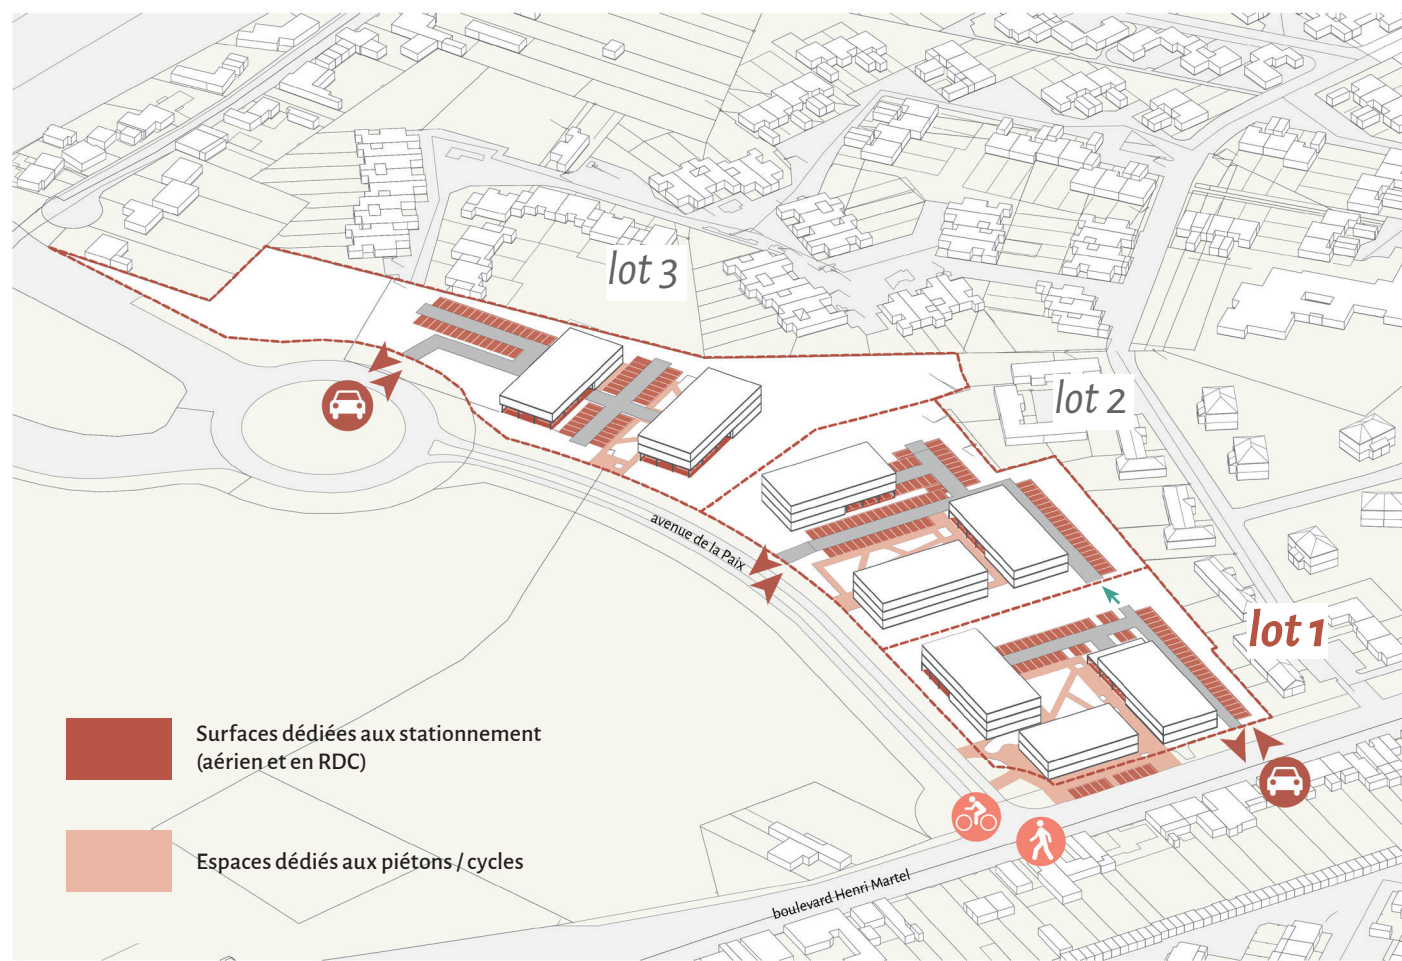 lot 3
lot 2
avenue de la Paix
lot 1
Surfaces dédiées aux stationnement
(aérien et en RDC)
Espaces dédiés aux piétons / cycles
boulevard Henri Martel